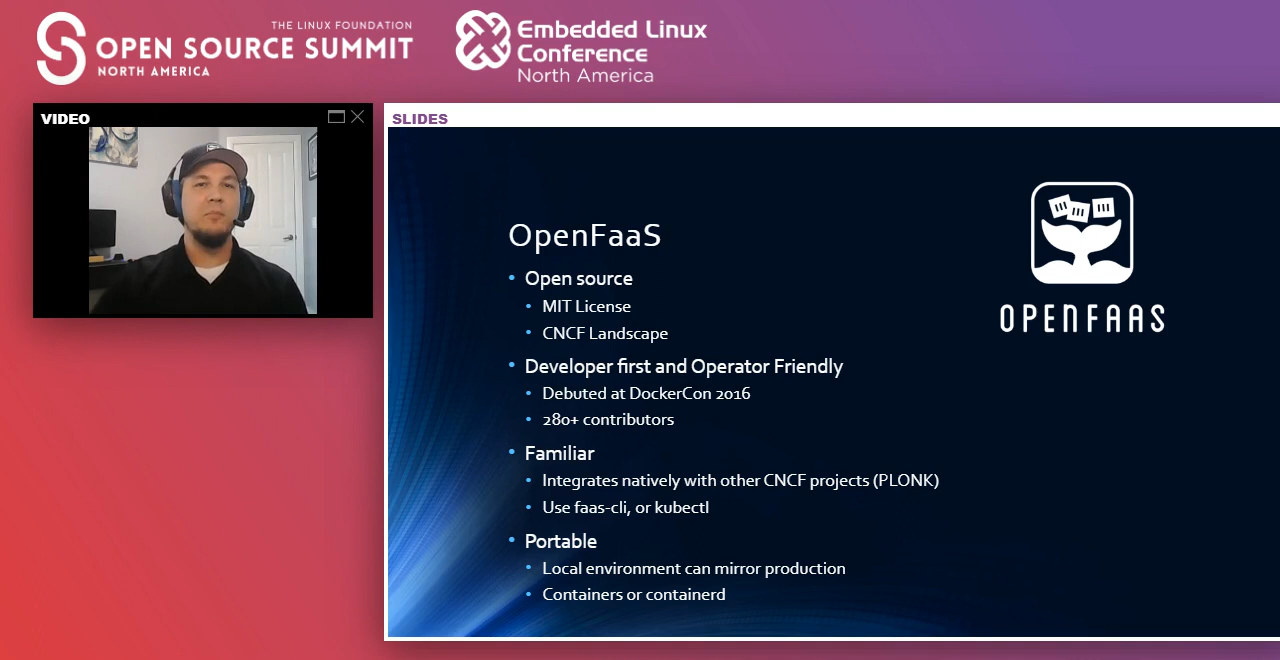 THE LINUX FOUNDATION
OPEN SOURCE SUMMIT
NORTH AMERICA
Embedded Linux
Conference
North America
VIDEO
SLIDES
OpenFaaS
• Open source
• MIT License
• CNCF Landscape
• Developer first and Operator Friendly
• Debuted at DockerCon 2016
• 280+ contributors
• Familiar
• Integrates natively with other CNCF projects (PLONK)
• Use faas-cli, or kubectl
• Portable
• Local environment can mirror production
• Containers or containerd
OPENFAAS